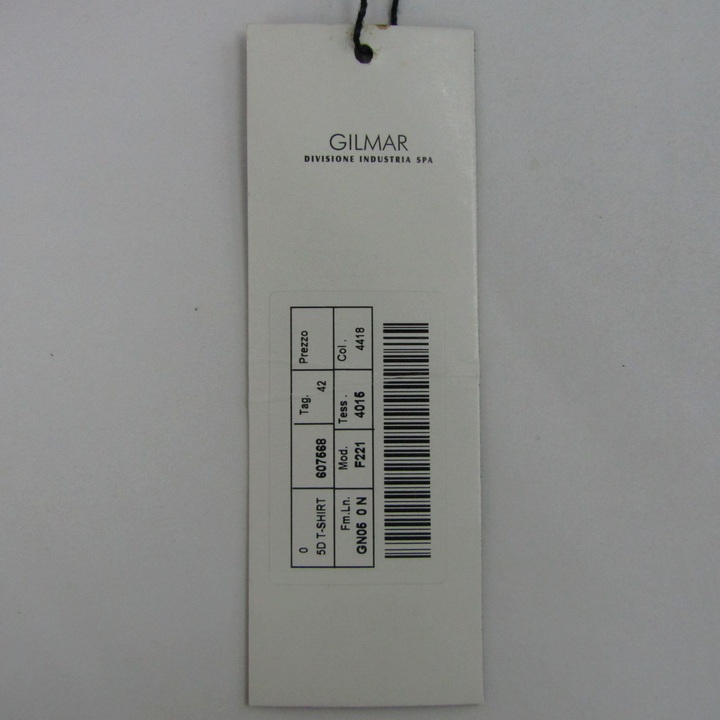 GILMAR
DIVISIONE INDUSTRIA SPA
0
5D T-SHIRT
607668
Tag.
42
Prezzo
Fm.Ln.
GN05 0 N
Mod.
F221
Tess.
4015
Col.
4418